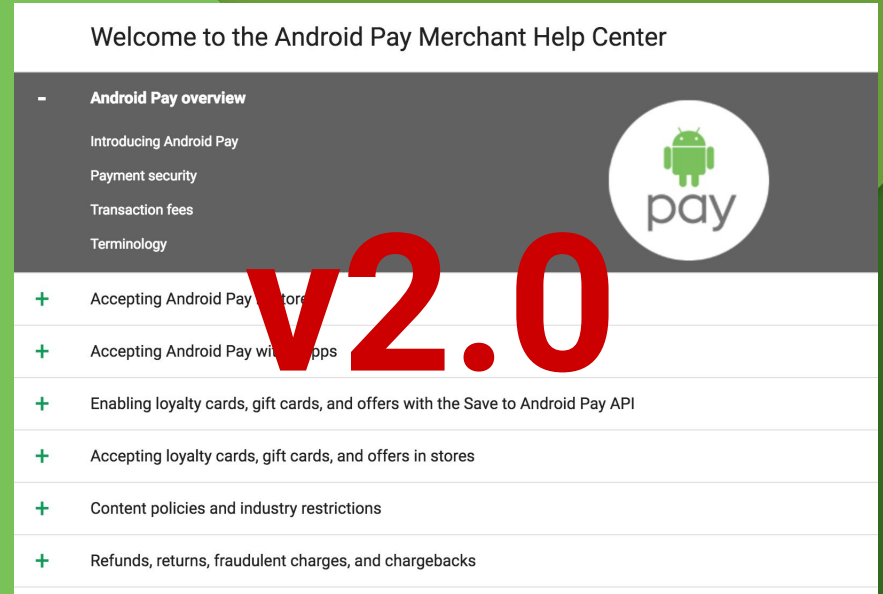 Welcome to the Android Pay Merchant Help Center
- Android Pay overview
Introducing Android Pay
Payment security
Transaction fees
Terminology
pay
v2.0
+ Accepting Android Pay
+ Accepting Android Pay
+ Enabling loyalty cards, gift cards, and offers with the Save to Android Pay API
+ Accepting loyalty cards, gift cards, and offers in stores
+ Content policies and industry restrictions
+ Refunds, returns, fraudulent charges, and chargebacks